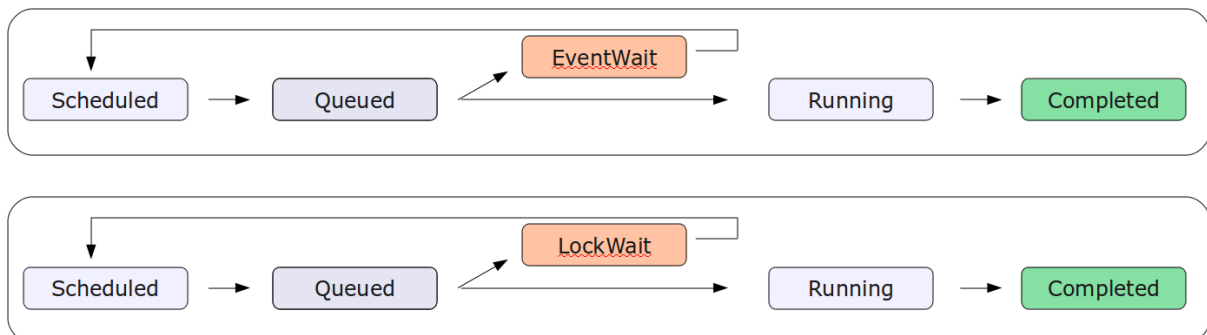 EventWait
Scheduled
Queued
Running
Completed
LockWait
Scheduled
Queued
Running
Completed